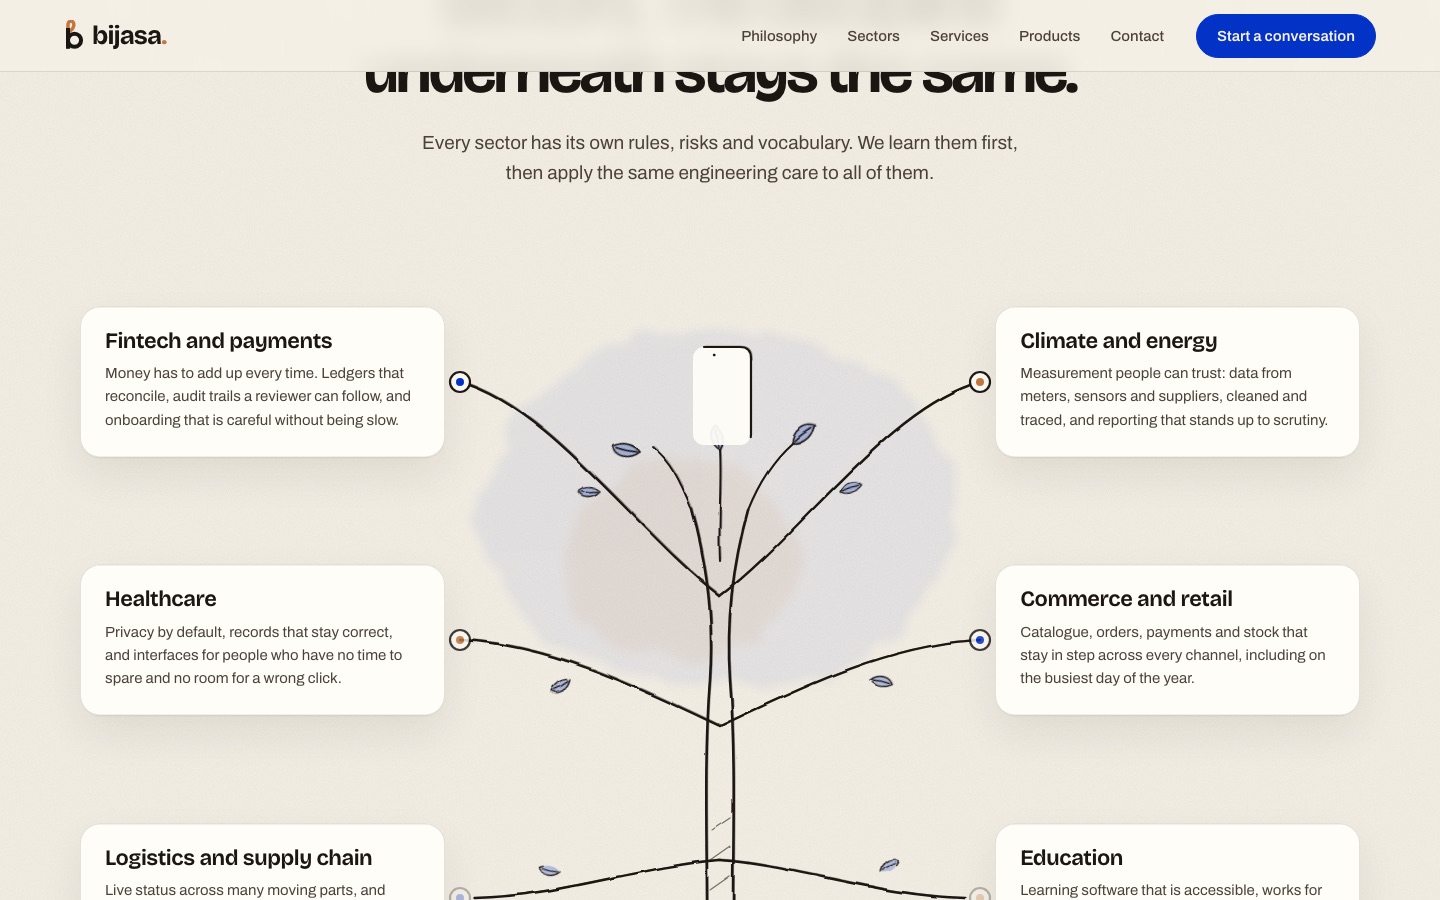 bijasa.
Philosophy
Sectors
Services
Products
Contact
Start a conversation
underneath stays the same.
Every sector has its own rules, risks and vocabulary. We learn them first,
then apply the same engineering care to all of them.
Fintech and payments
Money has to add up every time. Ledgers that
reconcile, audit trails a reviewer can follow, and
onboarding that is careful without being slow.
Climate and energy
Measurement people can trust: data from
meters, sensors and suppliers, cleaned and
traced, and reporting that stands up to scrutiny.
Healthcare
Privacy by default, records that stay correct,
and interfaces for people who have no time to
spare and no room for a wrong click.
Commerce and retail
Catalogue, orders, payments and stock that
stay in step across every channel, including on
the busiest day of the year.
Logistics and supply chain
Live status across many moving parts, and
Education
Learning software that is accessible, works for